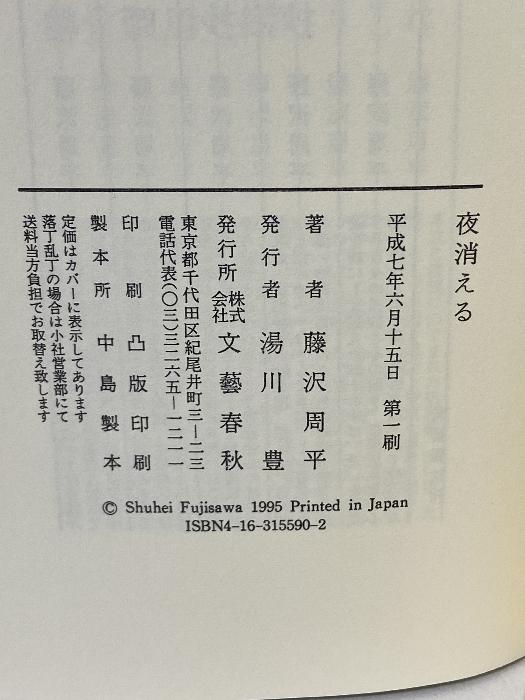 夜消える
平成七年六月十五日 第一刷
著者 藤沢周平
発行者 湯川豊
発行所 株式会社 文藝春秋
東京都千代田区紀尾井町三―二三
電話代表(〇三)三二六五―一二一一
印刷 凸版印刷
製本所 中島製本
定価はカバーに表示してあります
落丁乱丁の場合は小社営業部にて
送料当方負担でお取替え致します
© Shuhei Fujisawa 1995 Printed in Japan
ISBN4-16-315590-2